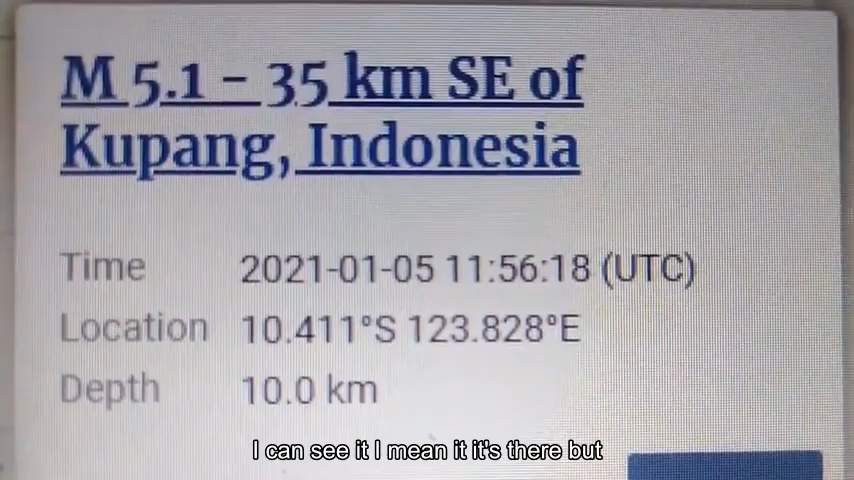 M 5.1 - 35 km SE of
Kupang, Indonesia
Time 2021-01-05 11:56:18 (UTC)
Location 10.411°S 123.828°E
Depth 10.0 km
I can see it I mean it it's there but